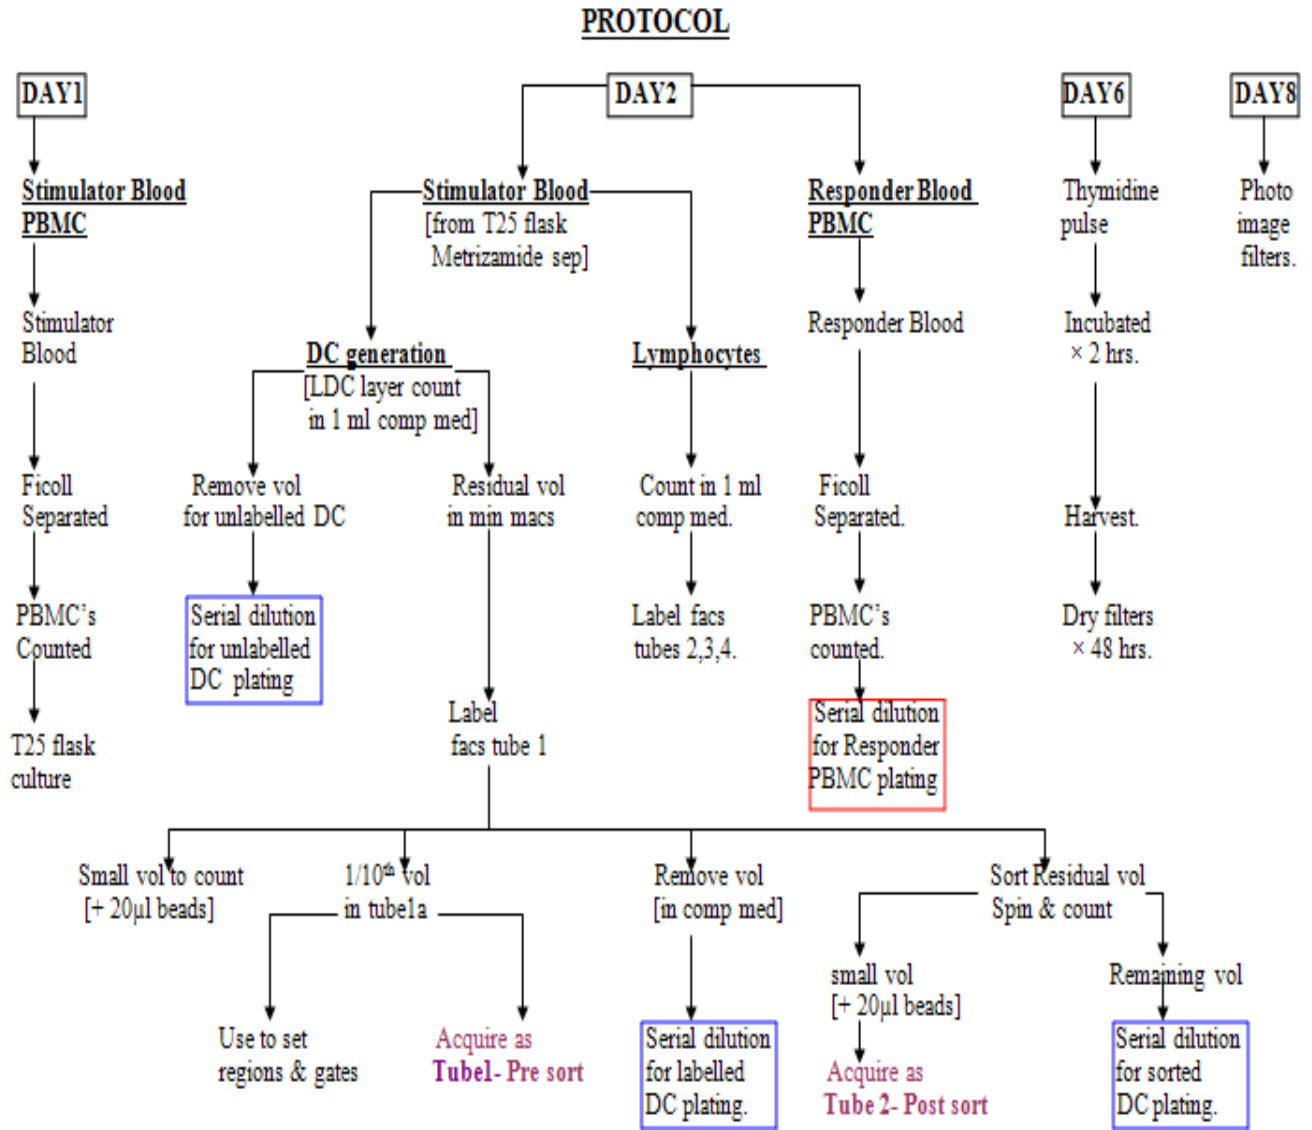 PROTOCOL
DAY1
DAY2
DAY6
DAY8
Stimulator Blood
PBMC
Stimulator Blood
[from T25 flask
Metrizamide sep]
Responder Blood
PBMC
Thymidine
pulse
Photo
image
filters.
Stimulator
Blood
DC generation
[LDC layer count
in 1 ml comp med]
Lymphocytes
Responder Blood
Incubated
× 2 hrs.
Ficoll
Separated
Remove vol
for unlabelled DC
Residual vol
in min macs
Count in 1 ml
comp med.
Ficoll
Separated.
Harvest.
PBMC's
Counted
Serial dilution
for unlabelled
DC plating
Label facs
tubes 2,3,4.
PBMC's
counted.
Dry filters
× 48 hrs.
T25 flask
culture
Label
facs tube 1
Serial dilution
for Responder
PBMC plating
Small vol to count
[+ 20µl beads]
1/10th vol
in tube1a
Remove vol
[in comp med]
Sort Residual vol
Spin & count
small vol
[+ 20µl beads]
Remaining vol
Use to set
regions & gates
Acquire as
Tube1- Pre sort
Serial dilution
for labelled
DC plating.
Acquire as
Tube 2- Post sort
Serial dilution
for sorted
DC plating.